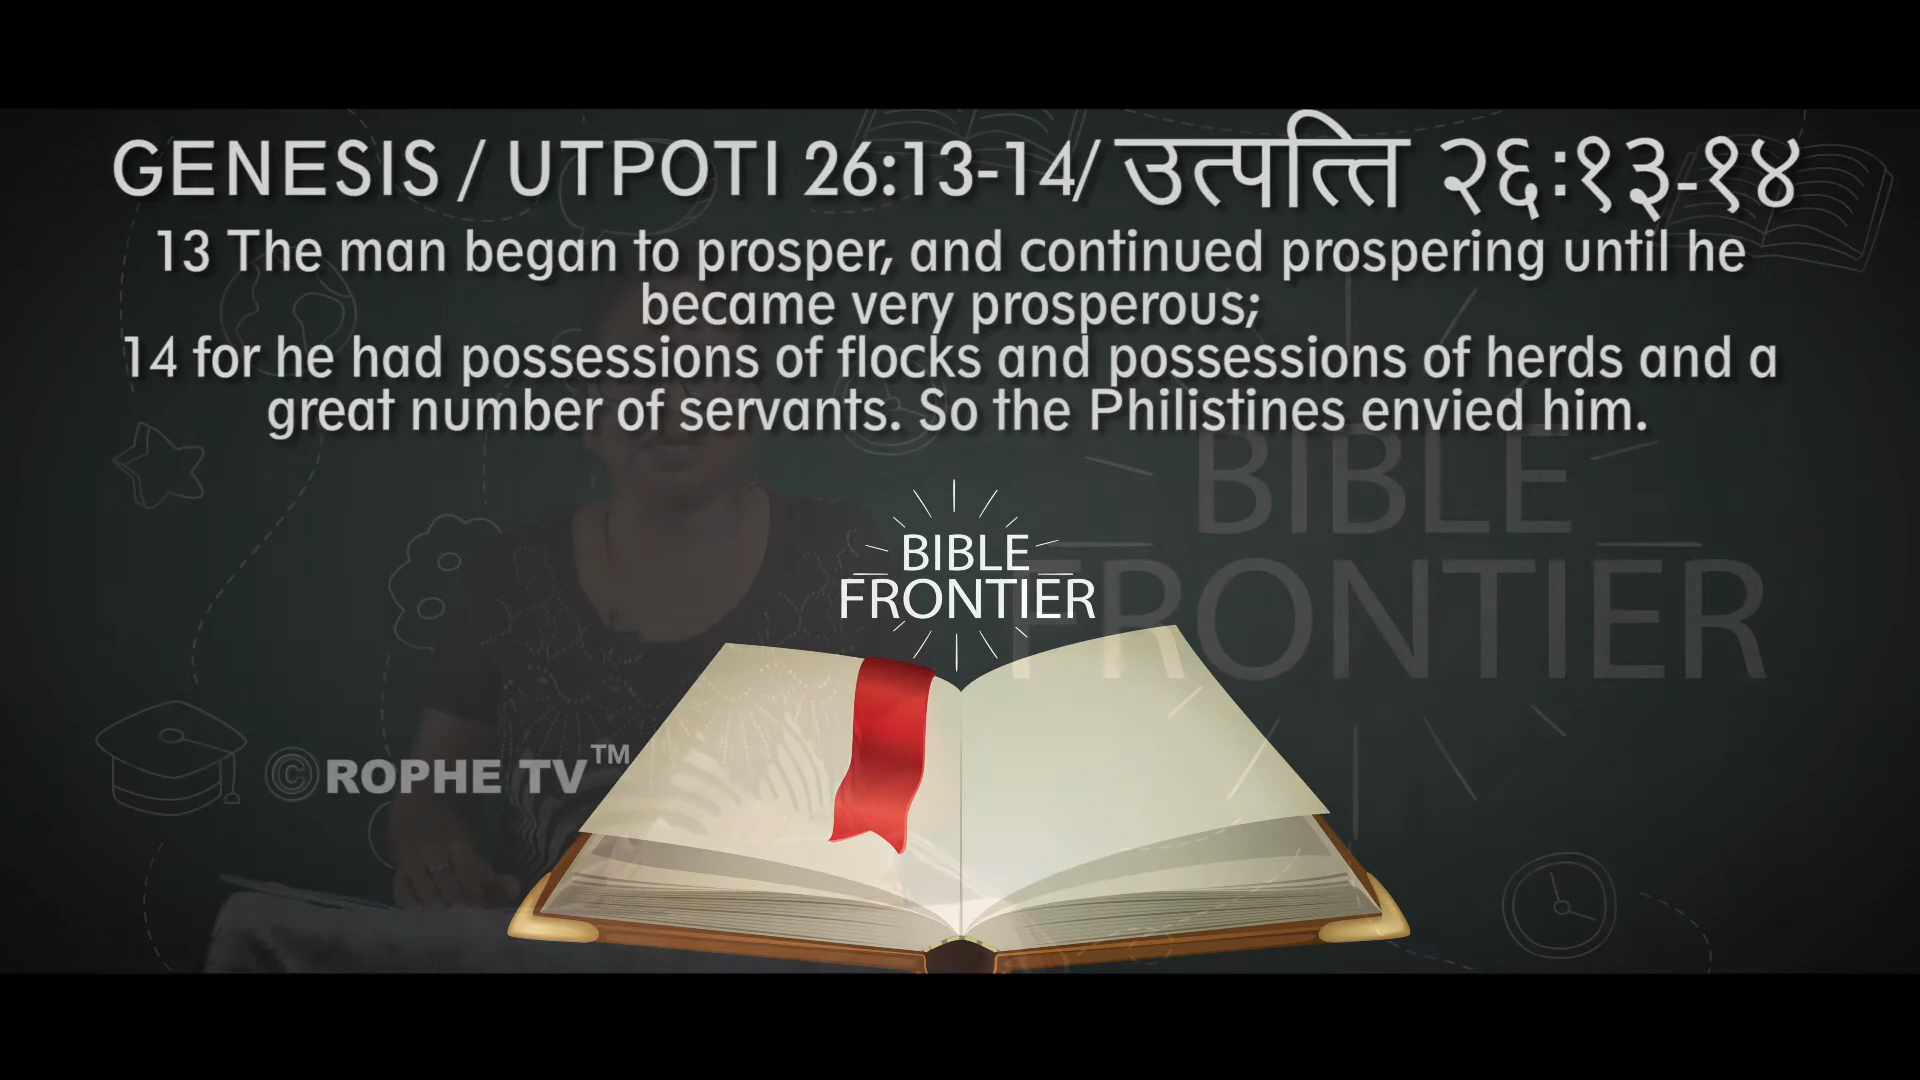 GENESIS / UTPOTI 26:13-14/ उत्पत्ति २६:१३-१४
13 The man began to prosper, and continued prospering until he
became very prosperous;
14 for he had possessions of flocks and possessions of herds and a
great number of servants. So the Philistines envied him.
BIBLE
FRONTIER
BIBLE
FRONTIER
©ROPHE TV™